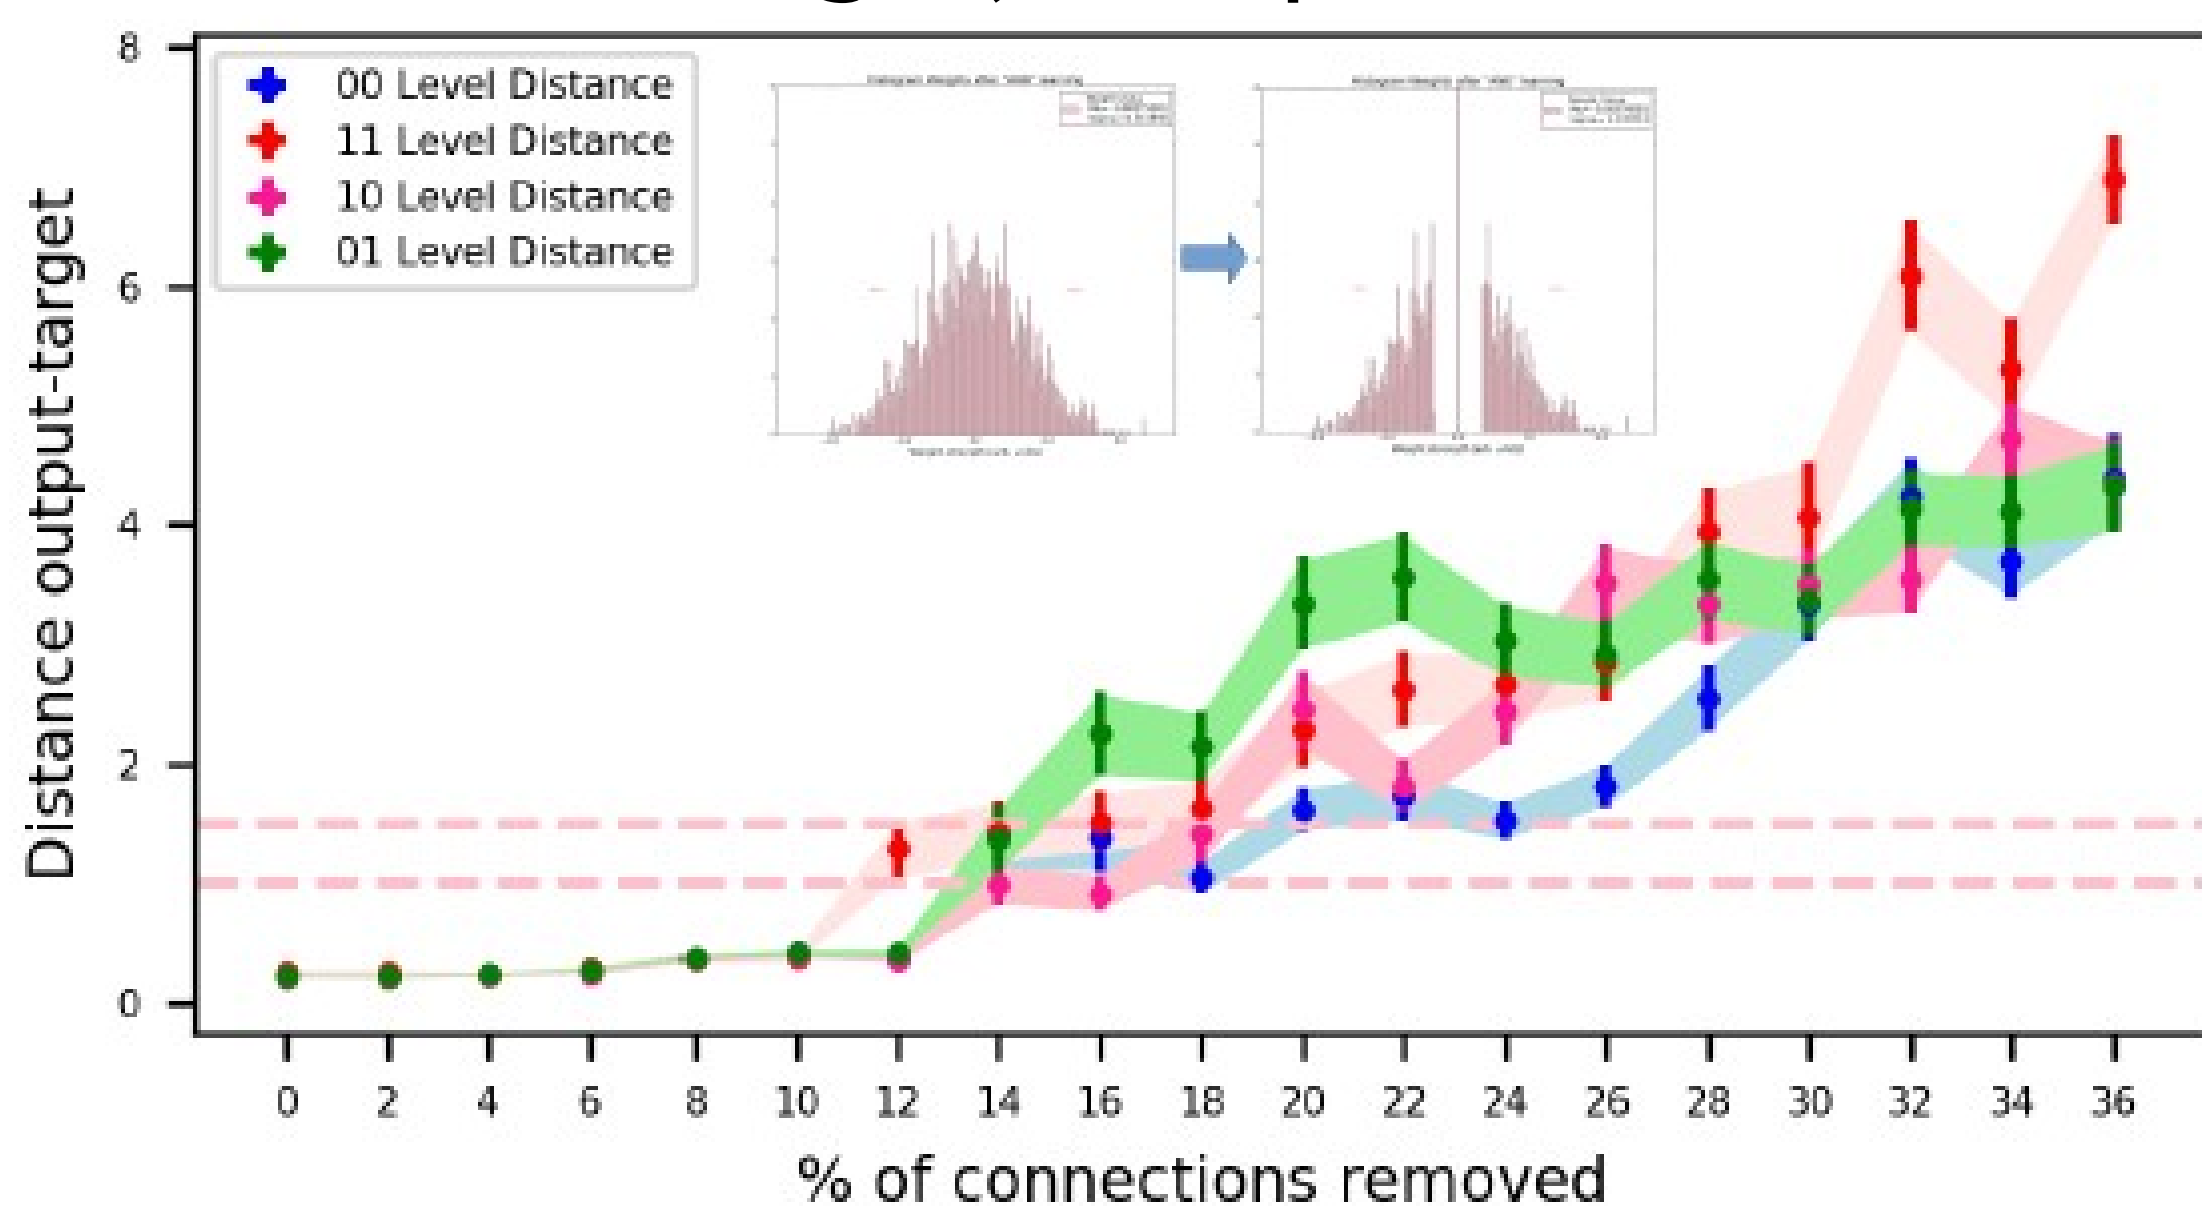 8
6
4
2
0
Distance output-target
00 Level Distance
11 Level Distance
10 Level Distance
01 Level Distance
0 2 4 6 8 10 12 14 16 18 20 22 24 26 28 30 32 34 36
% of connections removed